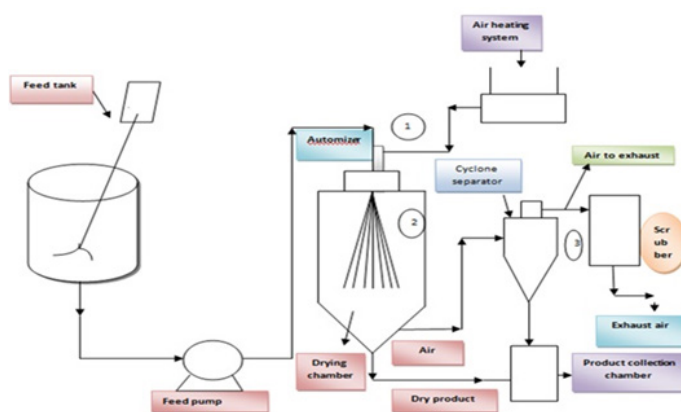 Air heating
system
Feed tank
1
Automizer
Air to exhaust
Cyclone
separator
2
3
Scr
ub
ber
Exhaust air
Air
Drying
chamber
Product collection
chamber
Dry product
Feed pump